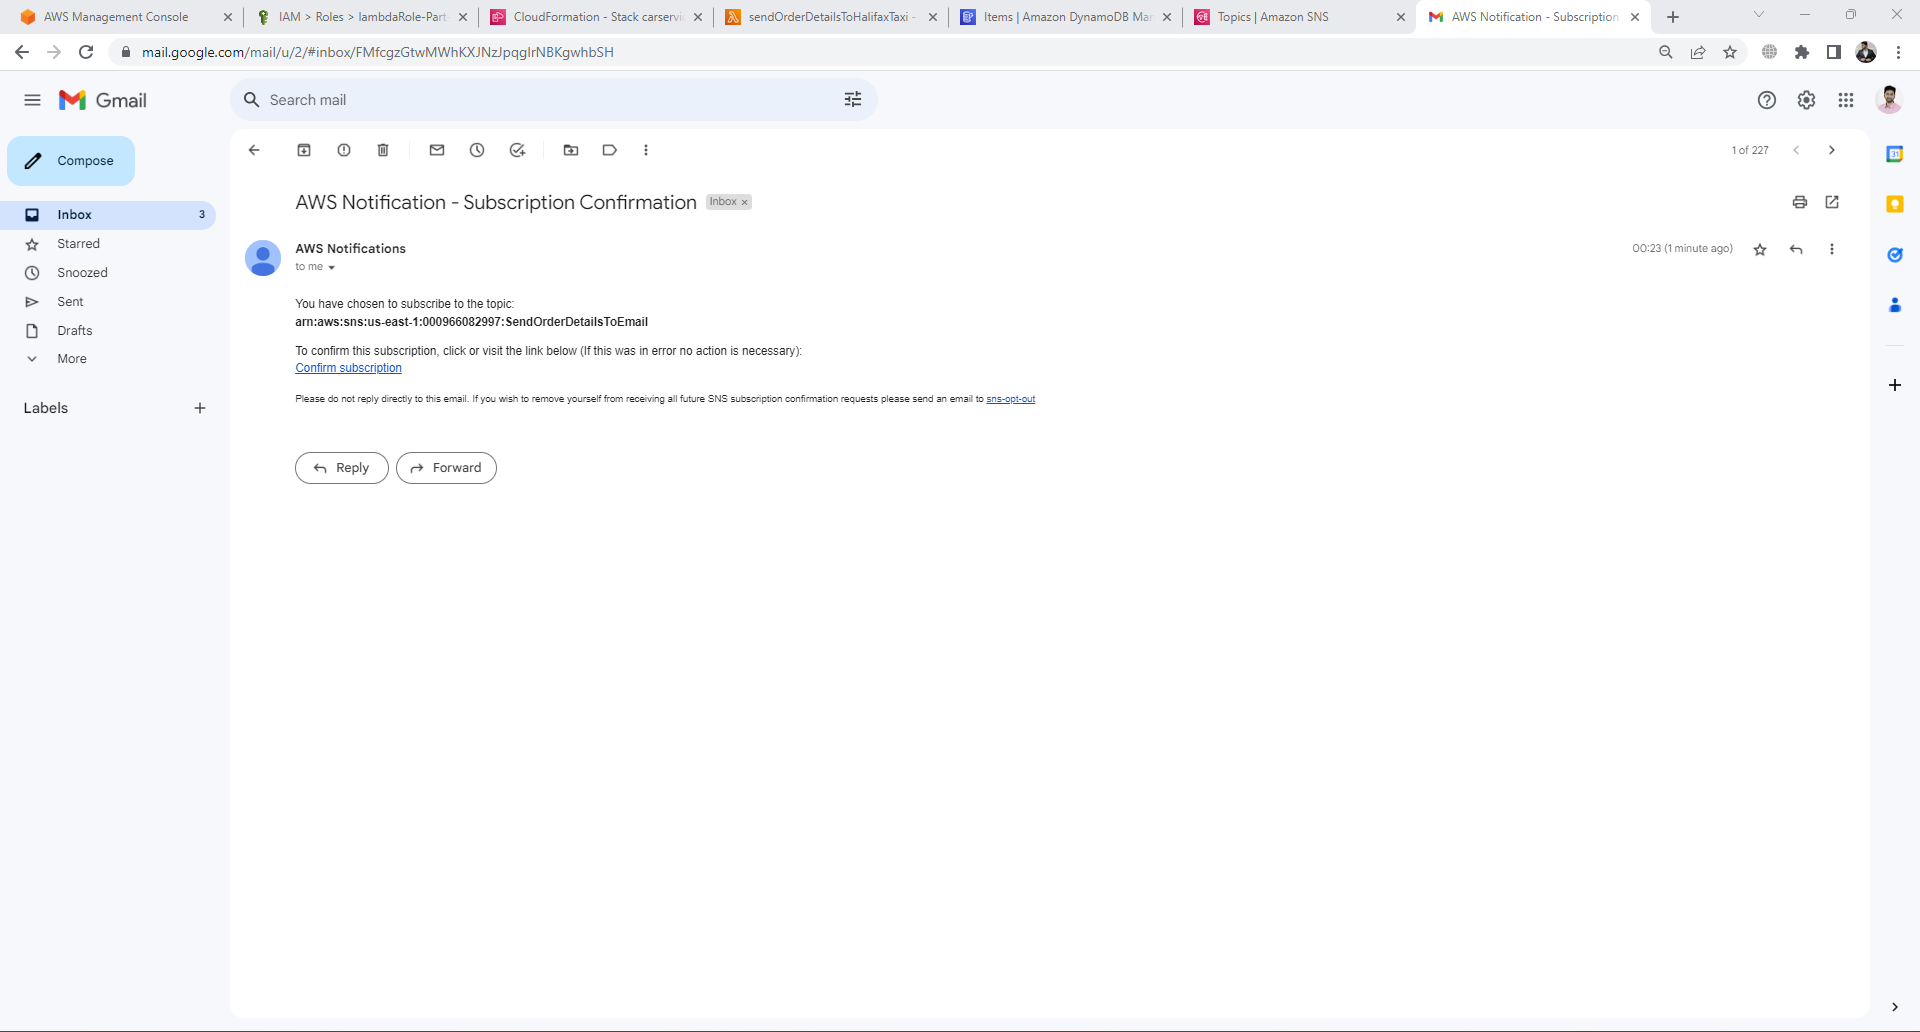 AWS Management Console
IAM > Roles > lambdaRole-Part
CloudFormation - Stack carservic
sendOrderDetailsToHalifaxTaxi -
Items | Amazon DynamoDB Man
Topics | Amazon SNS
AWS Notification - Subscription
mail.google.com/mail/u/2/#inbox/FMfcgzGtwMWhKXJNzJpqglrNBKgwhbSH
Gmail
Search mail
Compose
1 of 227
AWS Notification - Subscription Confirmation
Inbox x
Inbox 3
Starred
Snoozed
Sent
Drafts
More
Labels
AWS Notifications
00:23 (1 minute ago)
to me
You have chosen to subscribe to the topic:
arn:aws:sns:us-east-1:000966082997:SendOrderDetailsToEmail
To confirm this subscription, click or visit the link below (If this was in error no action is necessary):
Confirm subscription
Please do not reply directly to this email. If you wish to remove yourself from receiving all future SNS subscription confirmation requests please send an email to sns-opt-out
Reply
Forward
31